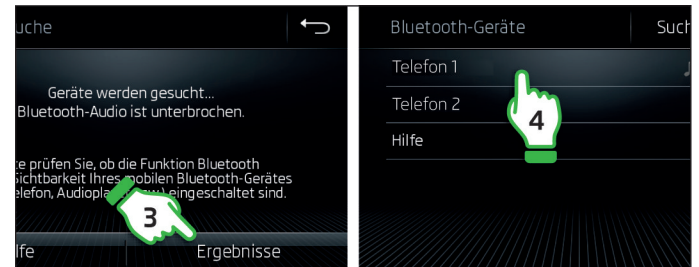 uche
Geräte werden gesucht...
Bluetooth-Audio ist unterbrochen.
te prüfen Sie, ob die Funktion Bluetooth
Sichtbarkeit Ihres mobilen Bluetooth-Gerätes
elefon, eingeschaltet sind.
3
lfe
Ergebnisse
Bluetooth-Geräte
Such
Telefon 1
Telefon 2
4
Hilfe